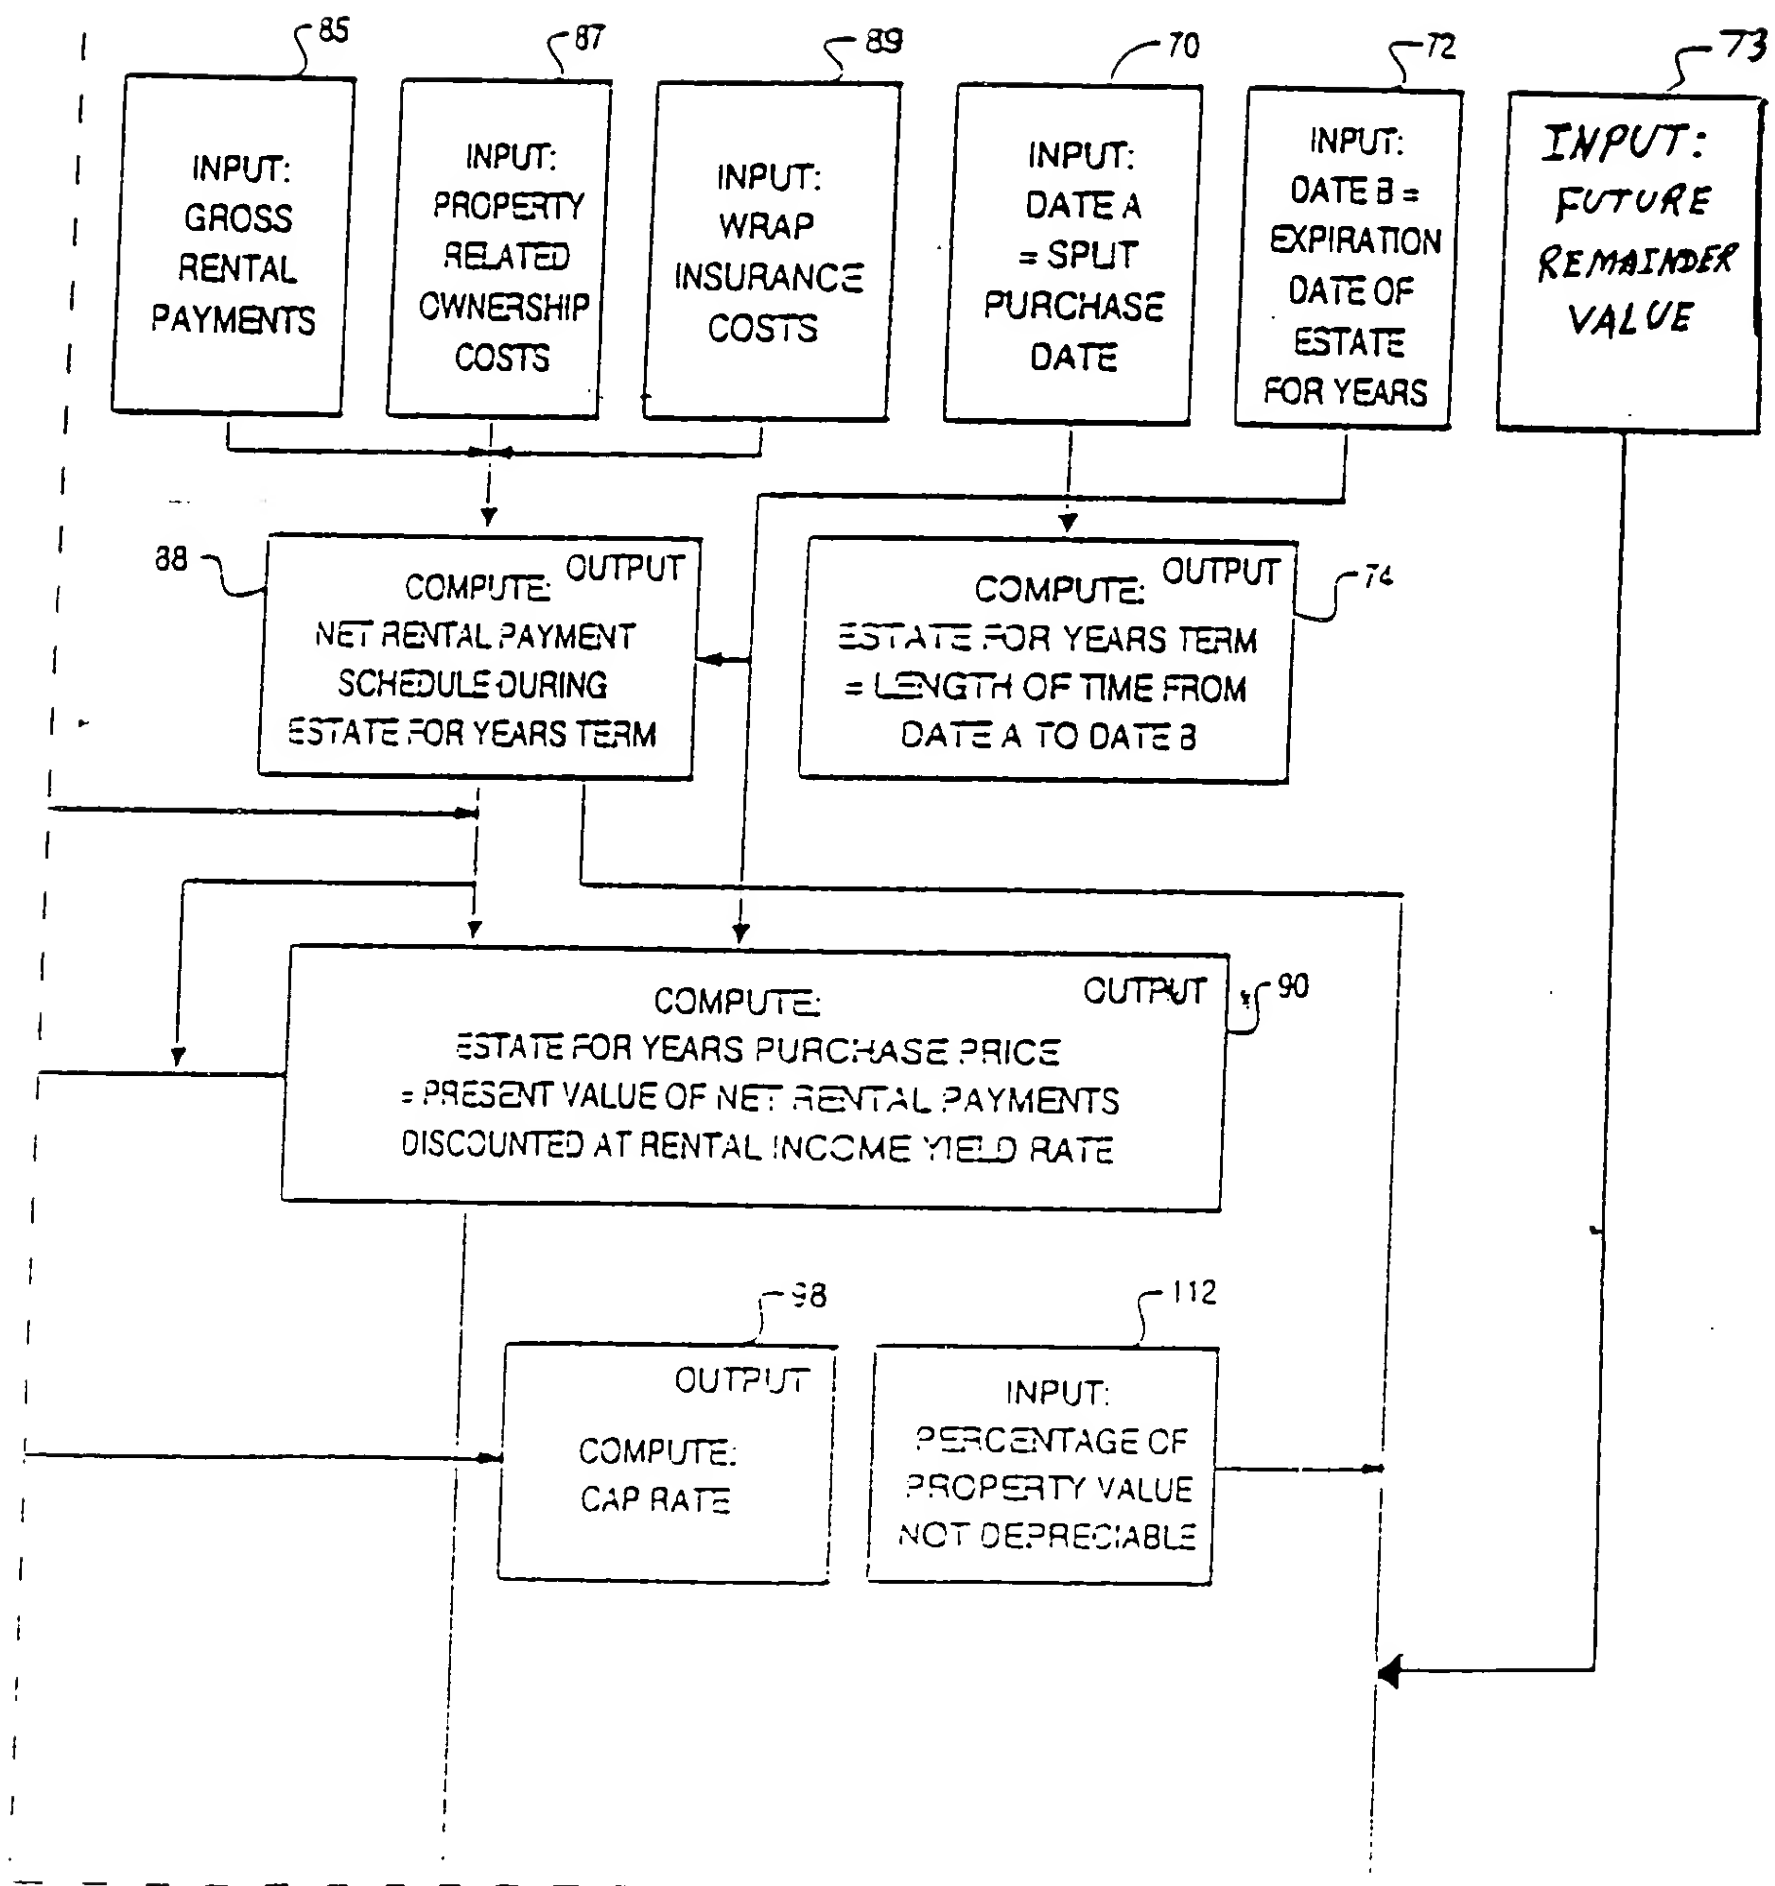 85
87
89
70
72
73
INPUT:
GROSS
RENTAL
PAYMENTS
INPUT:
PROPERTY
RELATED
OWNERSHIP
COSTS
INPUT:
WRAP
INSURANCE
COSTS
INPUT:
DATE A
= SPLIT
PURCHASE
DATE
INPUT:
DATE B =
EXPIRATION
DATE OF
ESTATE
FOR YEARS
INPUT:
FUTURE
REMAINDER
VALUE
88
OUTPUT
COMPUTE:
NET RENTAL PAYMENT
SCHEDULE DURING
ESTATE FOR YEARS TERM
74
OUTPUT
COMPUTE:
ESTATE FOR YEARS TERM
= LENGTH OF TIME FROM
DATE A TO DATE B
90
OUTPUT
COMPUTE:
ESTATE FOR YEARS PURCHASE PRICE
= PRESENT VALUE OF NET RENTAL PAYMENTS
DISCOUNTED AT RENTAL INCOME YIELD RATE
98
OUTPUT
COMPUTE:
CAP RATE
112
INPUT:
PERCENTAGE OF
PROPERTY VALUE
NOT DEPRECIABLE